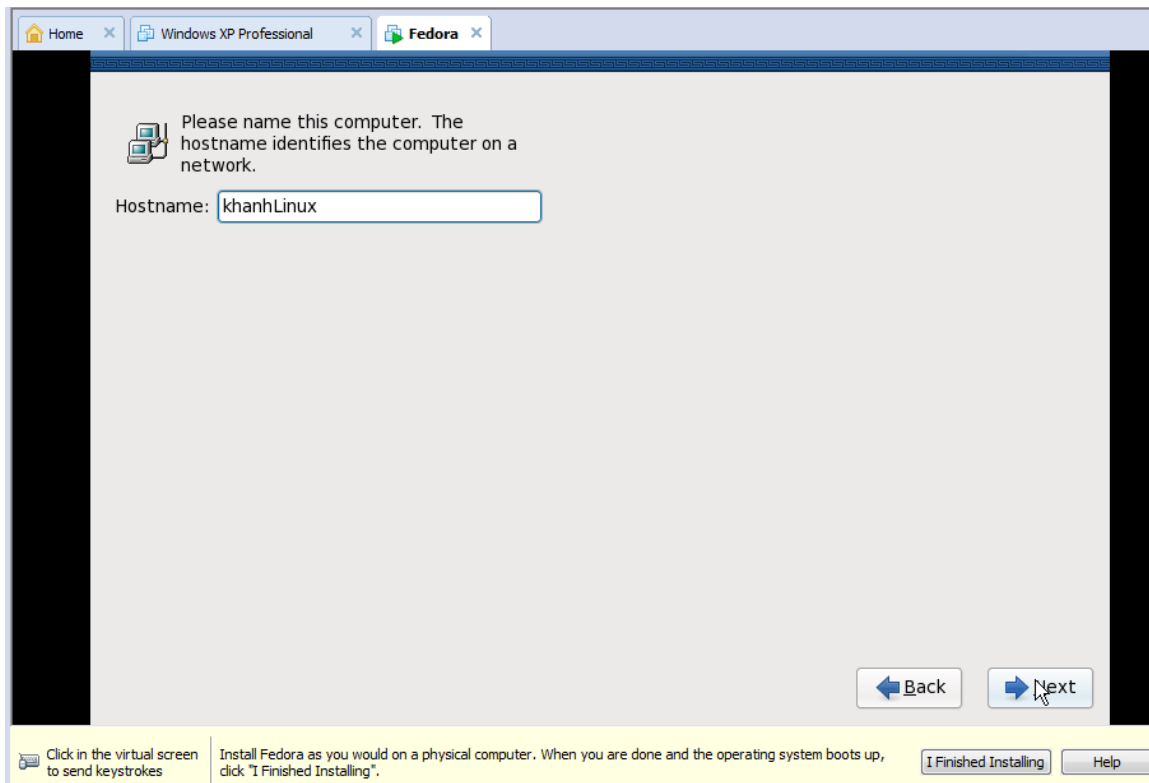 Home
Windows XP Professional
Fedora
Please name this computer. The
hostname identifies the computer on a
network.
Hostname: khanhLinux
Back
Next
Click in the virtual screen
to send keystrokes
Install Fedora as you would on a physical computer. When you are done and the operating system boots up,
click "I Finished Installing".
I Finished Installing
Help